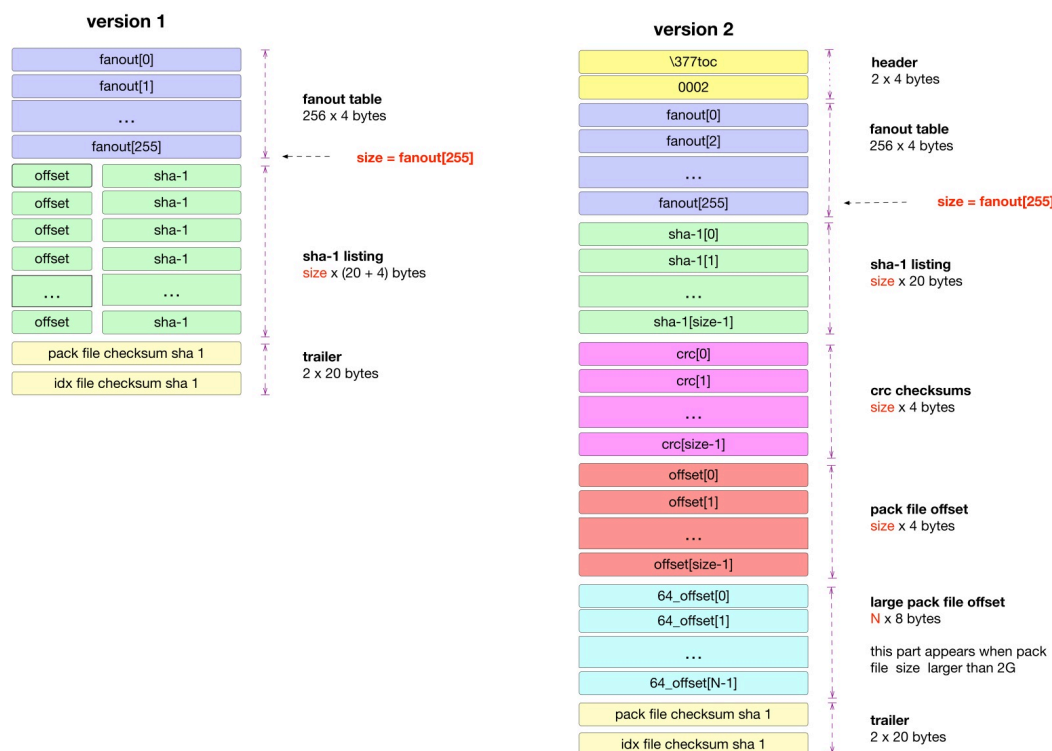 version 1
fanout[0]
fanout[1]
...
fanout[255]
fanout table
256 x 4 bytes
size = fanout[255]
offset sha-1
offset sha-1
offset sha-1
offset sha-1
... ...
offset sha-1
sha-1 listing
size x (20 + 4) bytes
pack file checksum sha 1
idx file checksum sha 1
trailer
2 x 20 bytes
version 2
\377toc
0002
header
2 x 4 bytes
fanout[0]
fanout[2]
...
fanout[255]
fanout table
256 x 4 bytes
size = fanout[255]
sha-1[0]
sha-1[1]
...
sha-1[size-1]
sha-1 listing
size x 20 bytes
crc[0]
crc[1]
...
crc[size-1]
crc checksums
size x 4 bytes
offset[0]
offset[1]
...
offset[size-1]
pack file offset
size x 4 bytes
64_offset[0]
64_offset[1]
...
64_offset[N-1]
large pack file offset
N x 8 bytes
this part appears when pack
file size larger than 2G
pack file checksum sha 1
idx file checksum sha 1
trailer
2 x 20 bytes